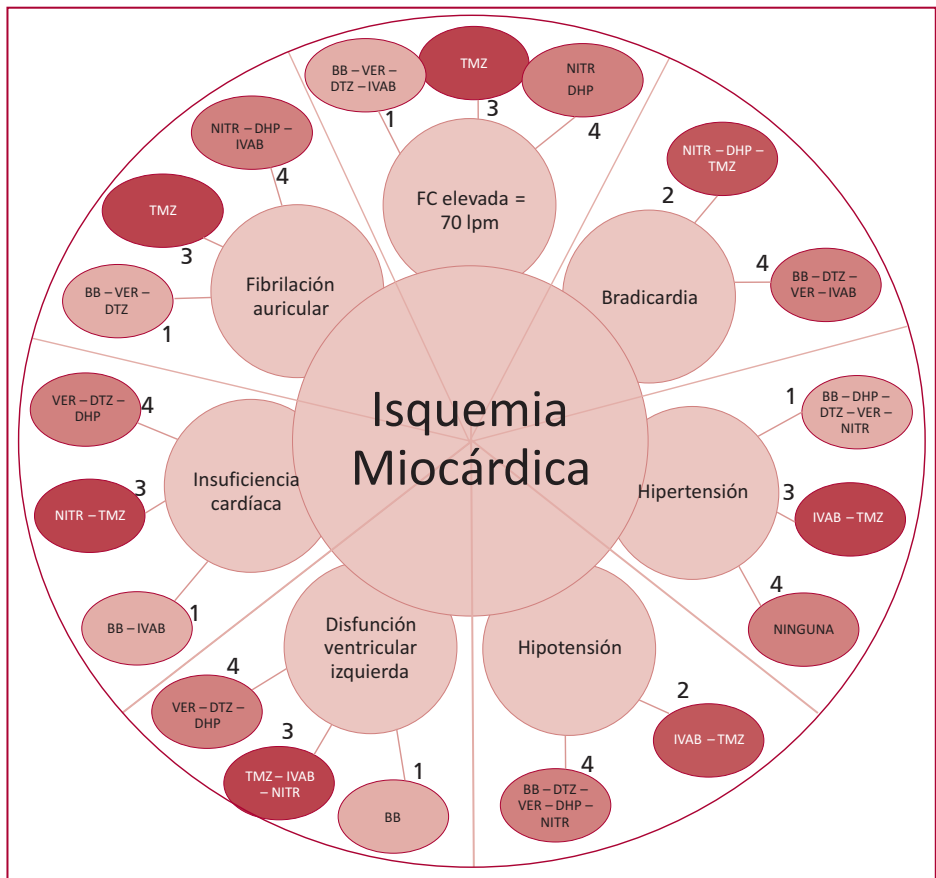 Isquemia
Miocárdica
FC elevada =
70 lpm
1
BB – VER –
DTZ – IVAB
3
TMZ
4
NITR
DHP
Bradicardia
2
NITR – DHP –
TMZ
4
BB – DTZ –
VER – IVAB
Hipertensión
1
BB – DHP –
DTZ – VER –
NITR
3
IVAB – TMZ
4
NINGUNA
Hipotensión
2
IVAB – TMZ
4
BB – DTZ –
VER – DHP –
NITR
Disfunción
ventricular
izquierda
1
BB
3
TMZ – IVAB
– NITR
4
VER – DTZ –
DHP
Insuficiencia
cardíaca
1
BB – IVAB
3
NITR – TMZ
4
VER – DTZ –
DHP
Fibrilación
auricular
1
BB – VER –
DTZ
3
TMZ
4
NITR – DHP –
IVAB